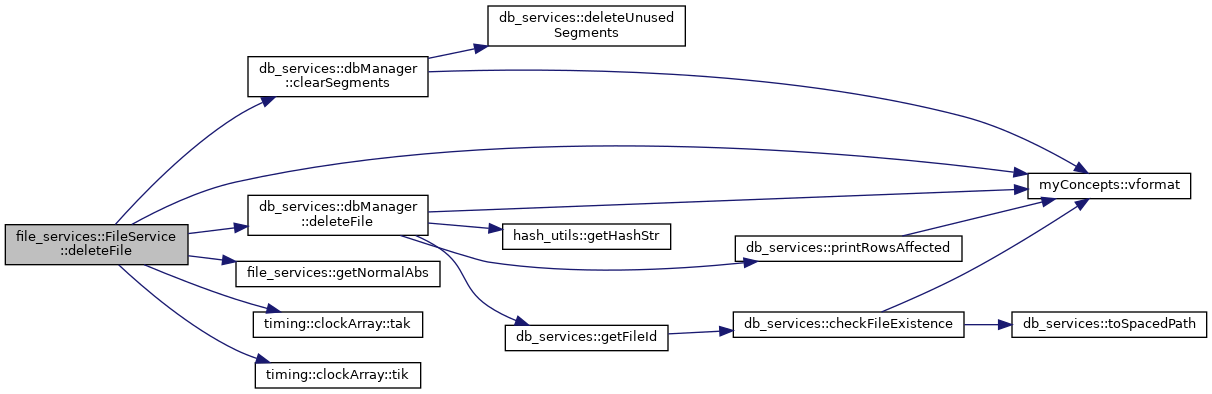 db_services::deleteUnused
Segments
db_services::dbManager
::clearSegments
myConcepts::vformat
db_services::dbManager
::deleteFile
file_services::FileService
::deleteFile
hash_utils::getHashStr
db_services::printRowsAffected
file_services::getNormalAbs
timing::clockArray::tak
db_services::checkFileExistence
db_services::toSpacedPath
db_services::getFileId
timing::clockArray::tik